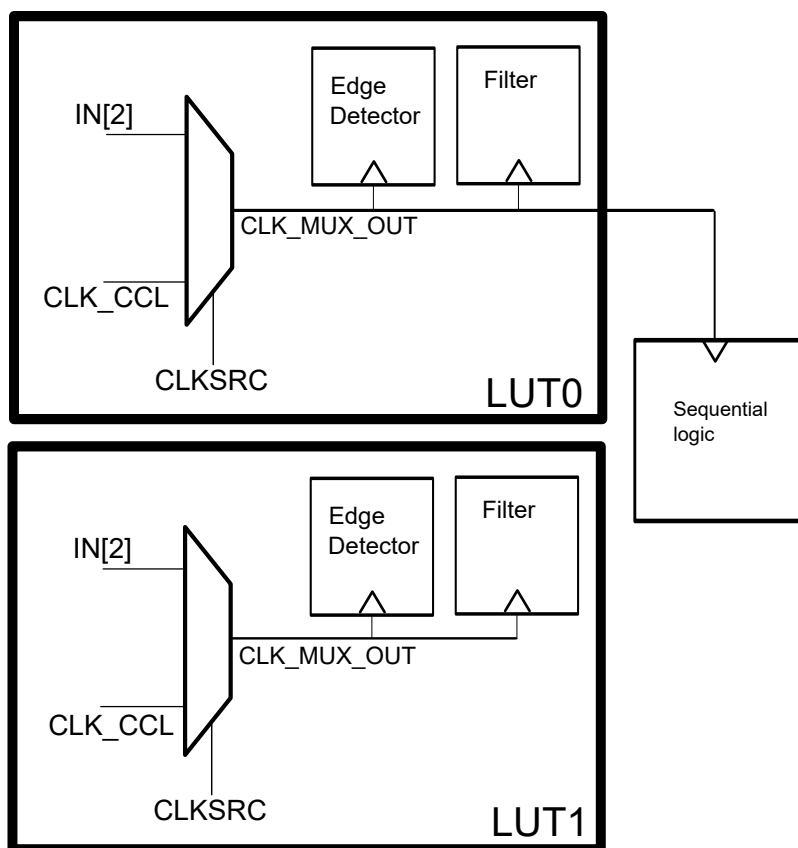 Edge
Detector
Filter
IN[2]
CLK_MUX_OUT
CLK_CCL
CLKSRC
LUT0
Sequential
logic
Edge
Detector
Filter
IN[2]
CLK_MUX_OUT
CLK_CCL
CLKSRC
LUT1